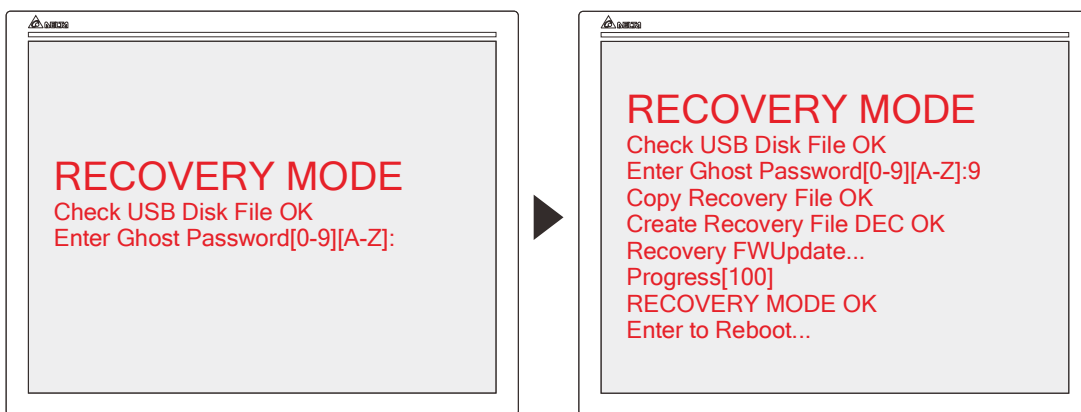 DELTA
RECOVERY MODE
Check USB Disk File OK
Enter Ghost Password[0-9][A-Z]:
DELTA
RECOVERY MODE
Check USB Disk File OK
Enter Ghost Password[0-9][A-Z]:9
Copy Recovery File OK
Create Recovery File DEC OK
Recovery FWUpdate...
Progress[100]
RECOVERY MODE OK
Enter to Reboot...